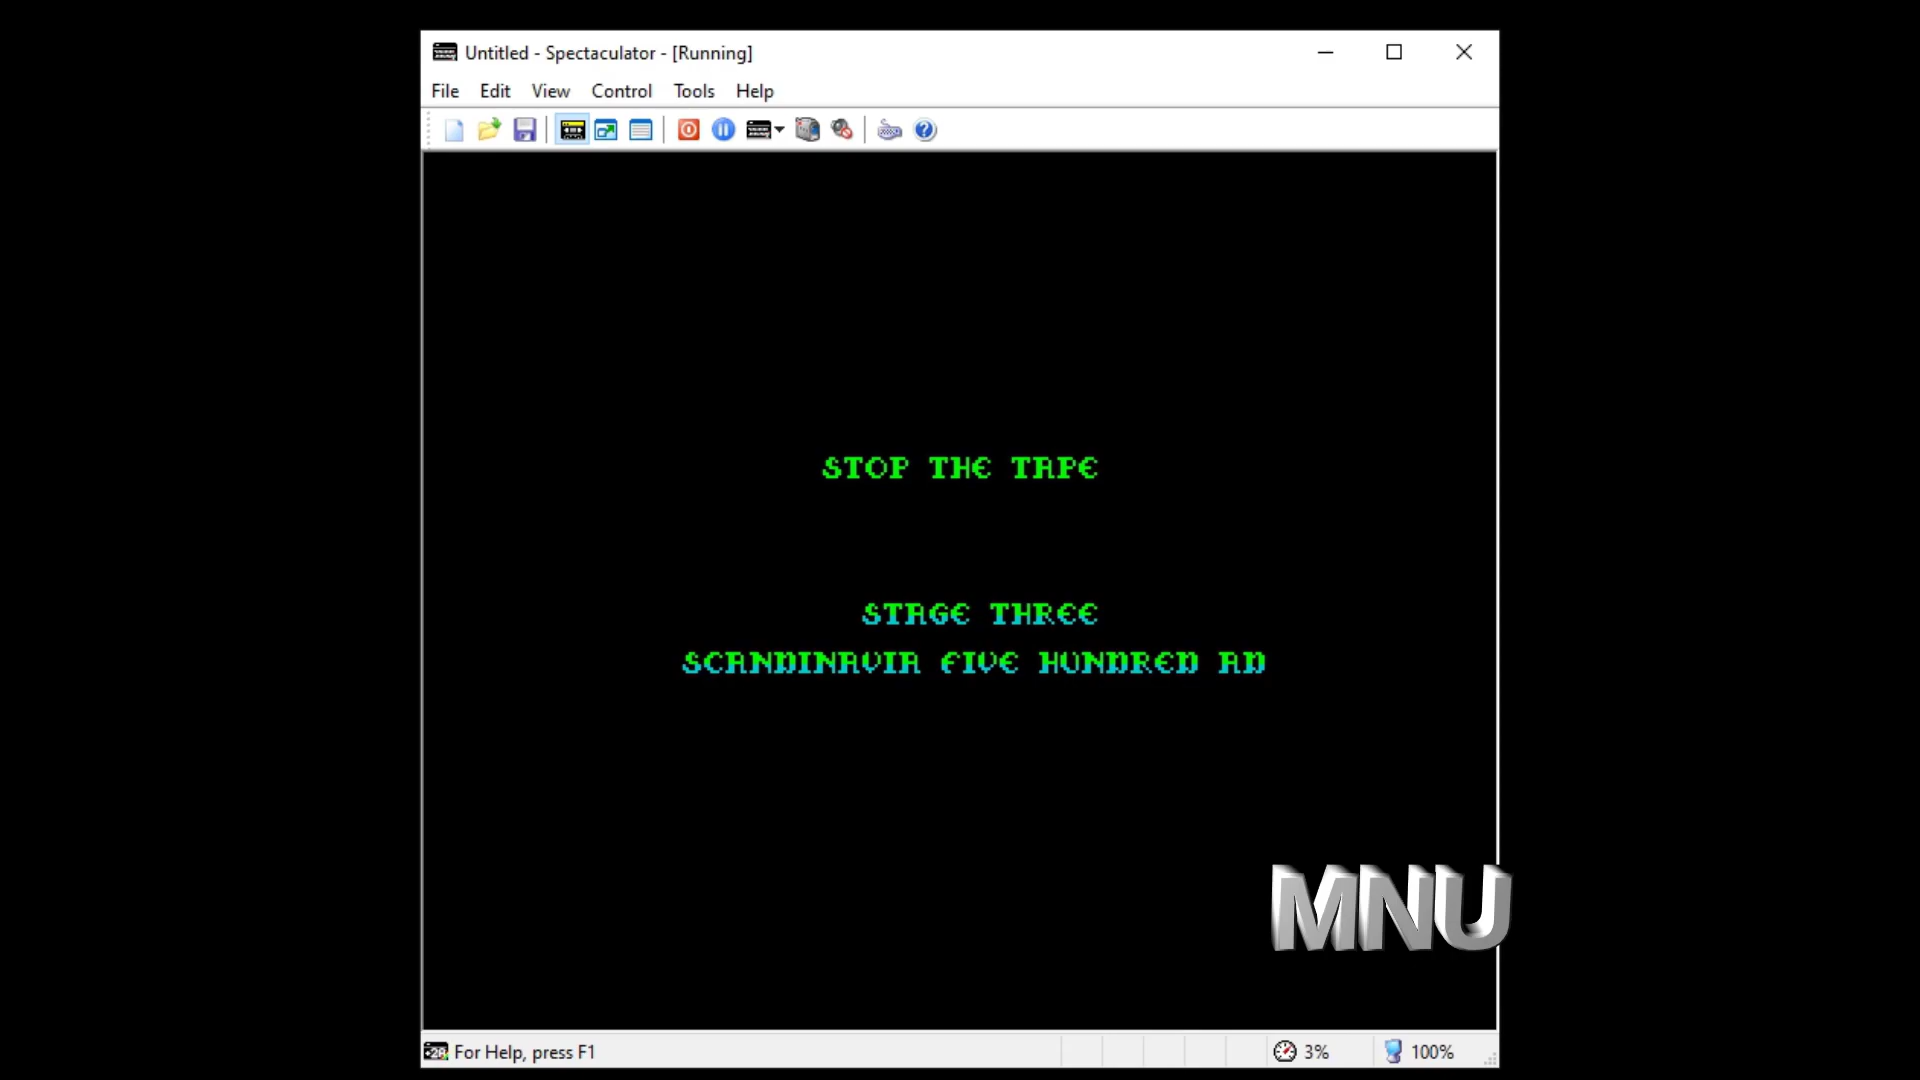 Untitled - Spectaculator - [Running]
File Edit View Control Tools Help
STOP THE TAPE
STAGE THREE
SCANDINAVIA FIVE HUNDRED AD
MNU
For Help, press F1
3%
100%